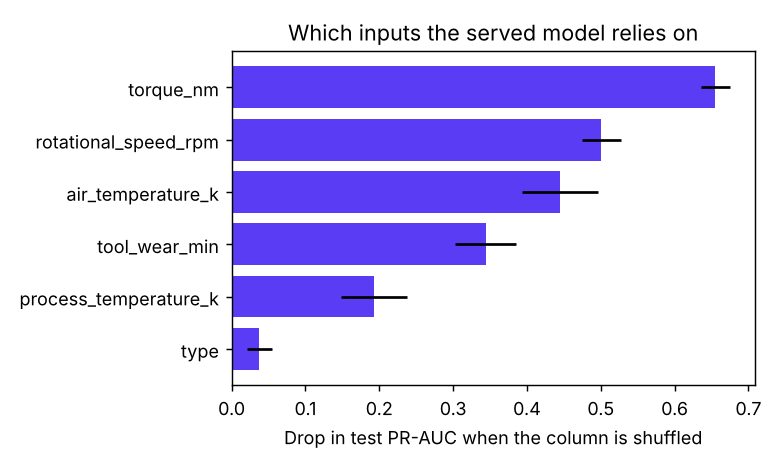 Which inputs the served model relies on
torque_nm
rotational_speed_rpm
air_temperature_k
tool_wear_min
process_temperature_k
type
0.0 0.1 0.2 0.3 0.4 0.5 0.6 0.7
Drop in test PR-AUC when the column is shuffled